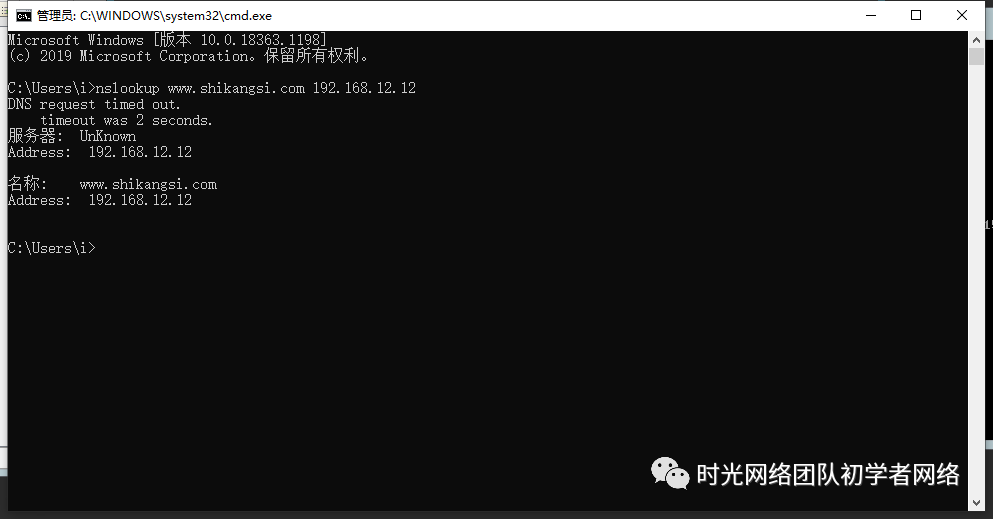 管理员: C:\WINDOWS\system32\cmd.exe
Microsoft Windows [版本 10.0.18363.1198]
(c) 2019 Microsoft Corporation。保留所有权利。
C:\Users\i>nslookup www.shikangsi.com 192.168.12.12
DNS request timed out.
timeout was 2 seconds.
服务器:  UnKnown
Address:  192.168.12.12
名称:    www.shikangsi.com
Address:  192.168.12.12
C:\Users\i>
时光网络团队初学者网络